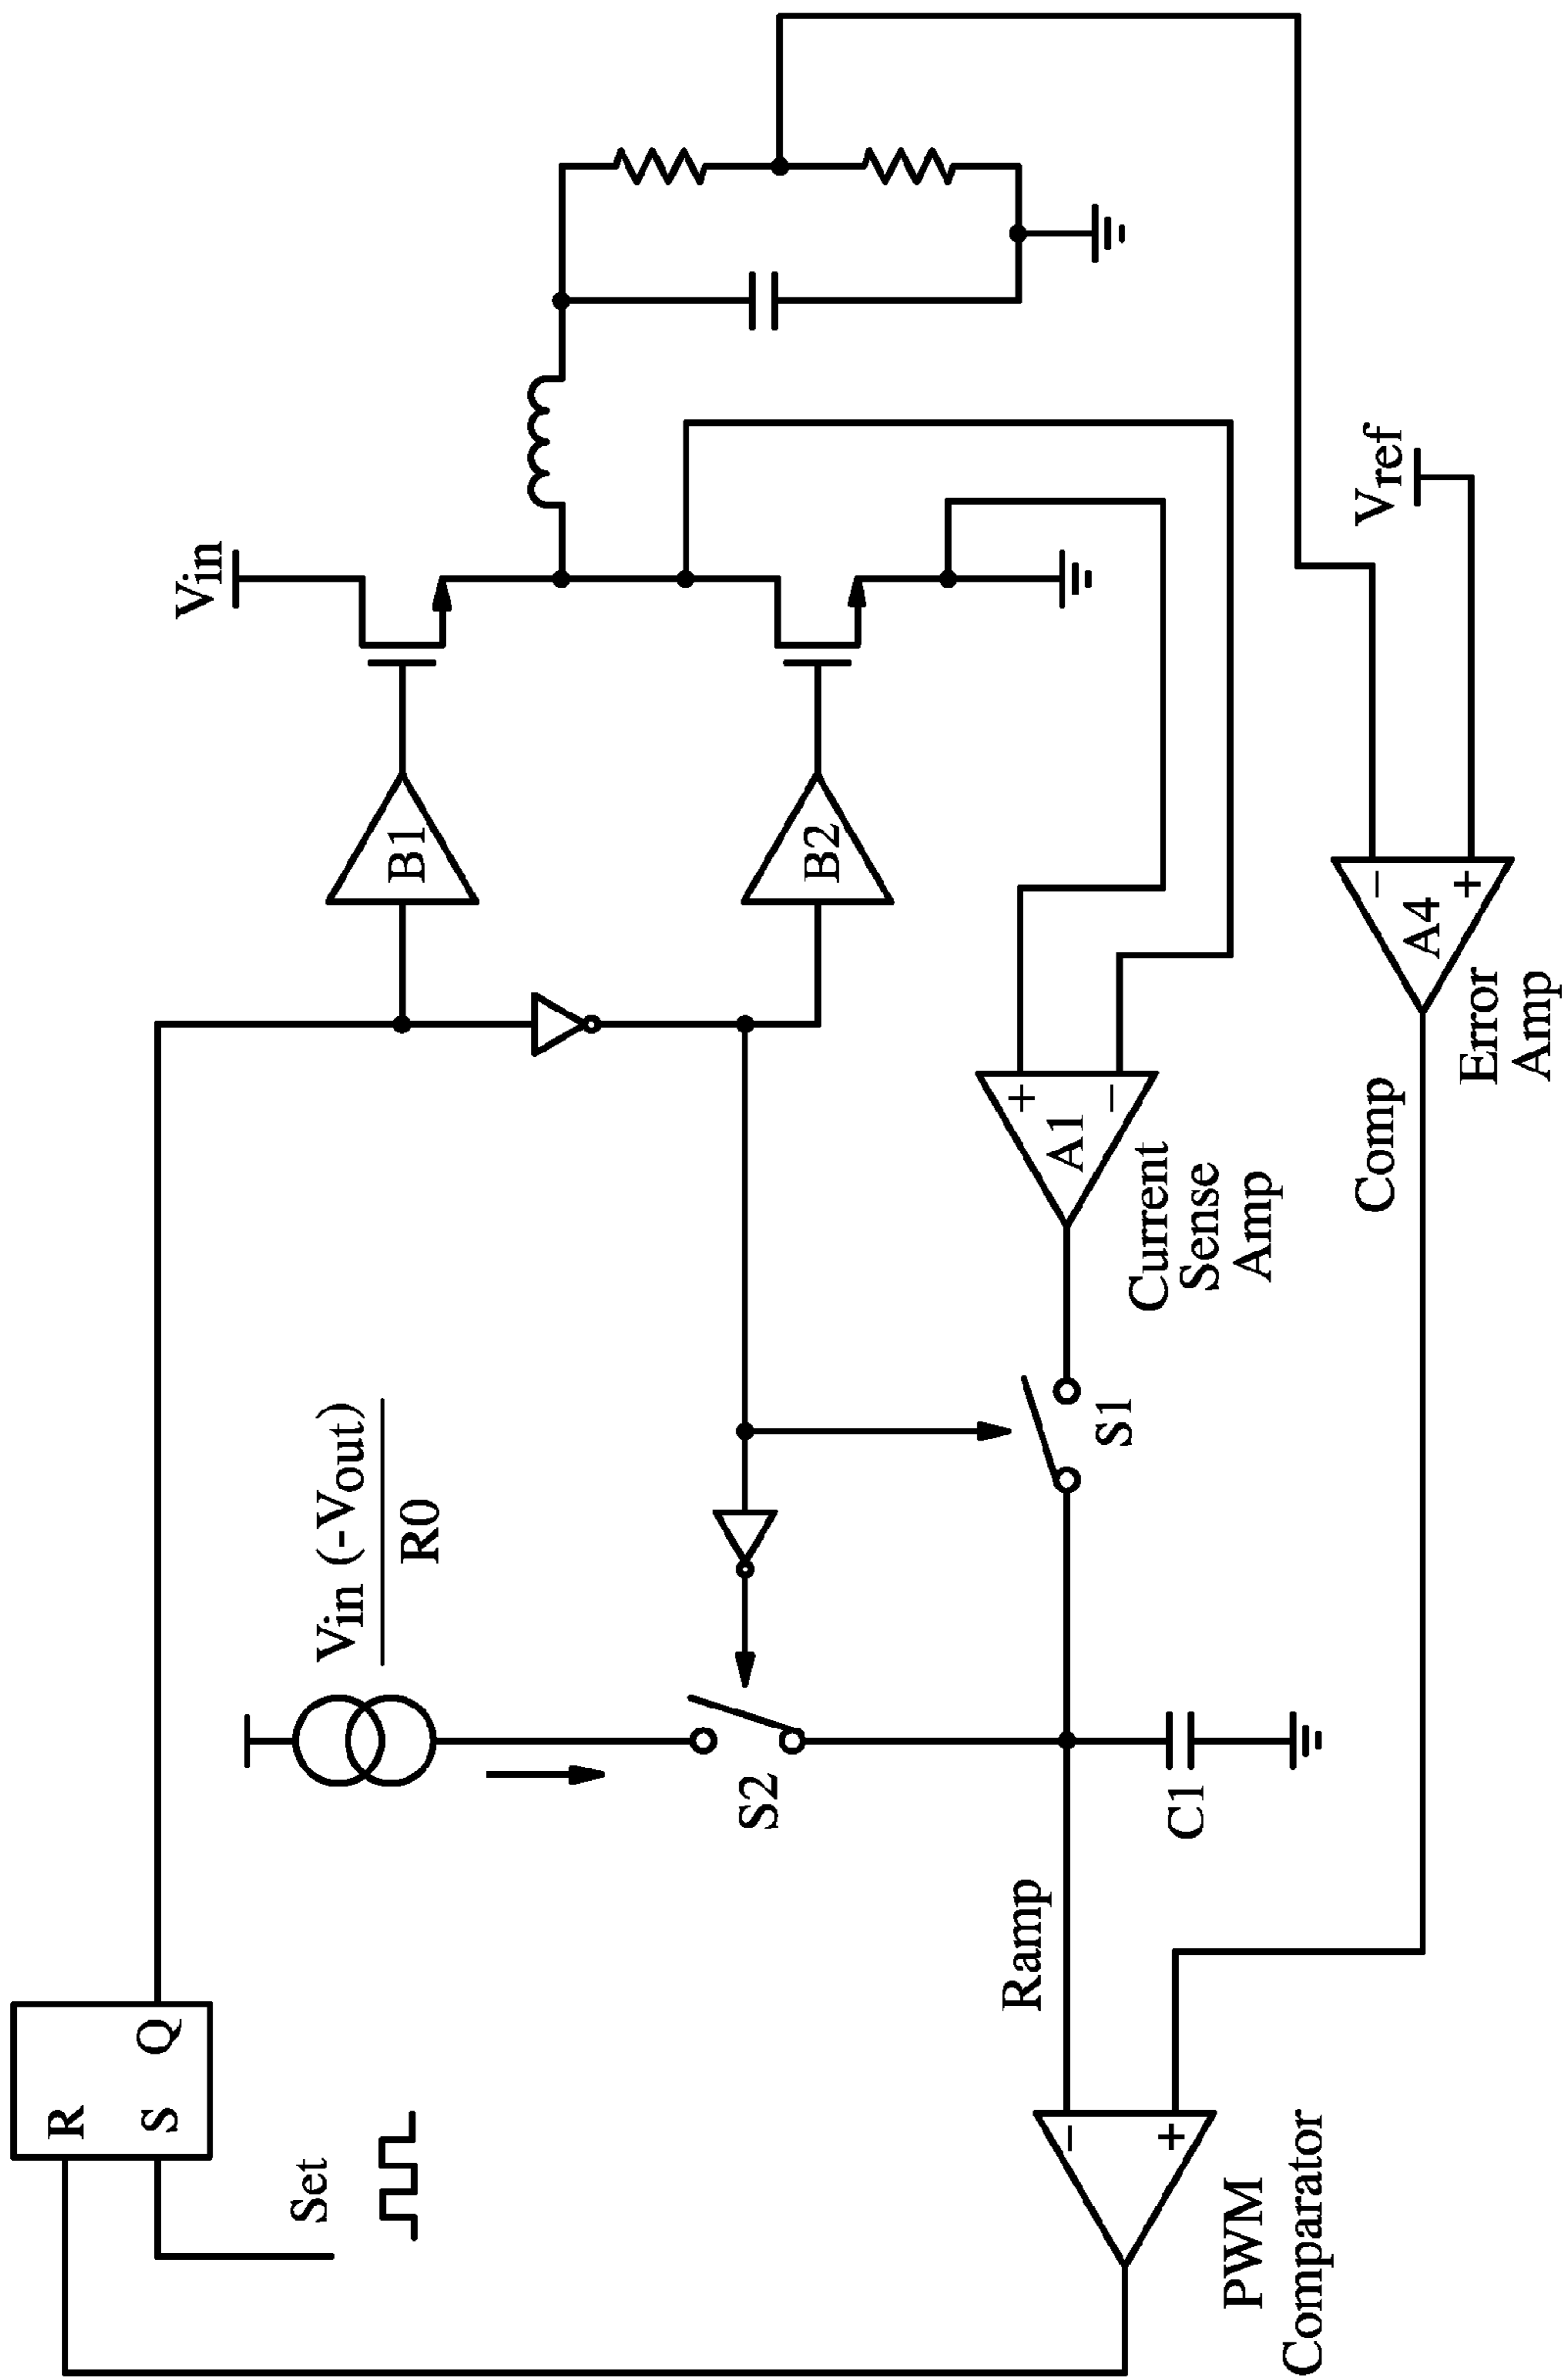 R
S
Q
Set
Vin (-Vout)
R0
Vin
B1
B2
S2
S1
Ramp
C1
+
A1
−
Current
Sense
Amp
Vref
−
+
PWM
Comparator
Comp
−
A4
+
Error
Amp